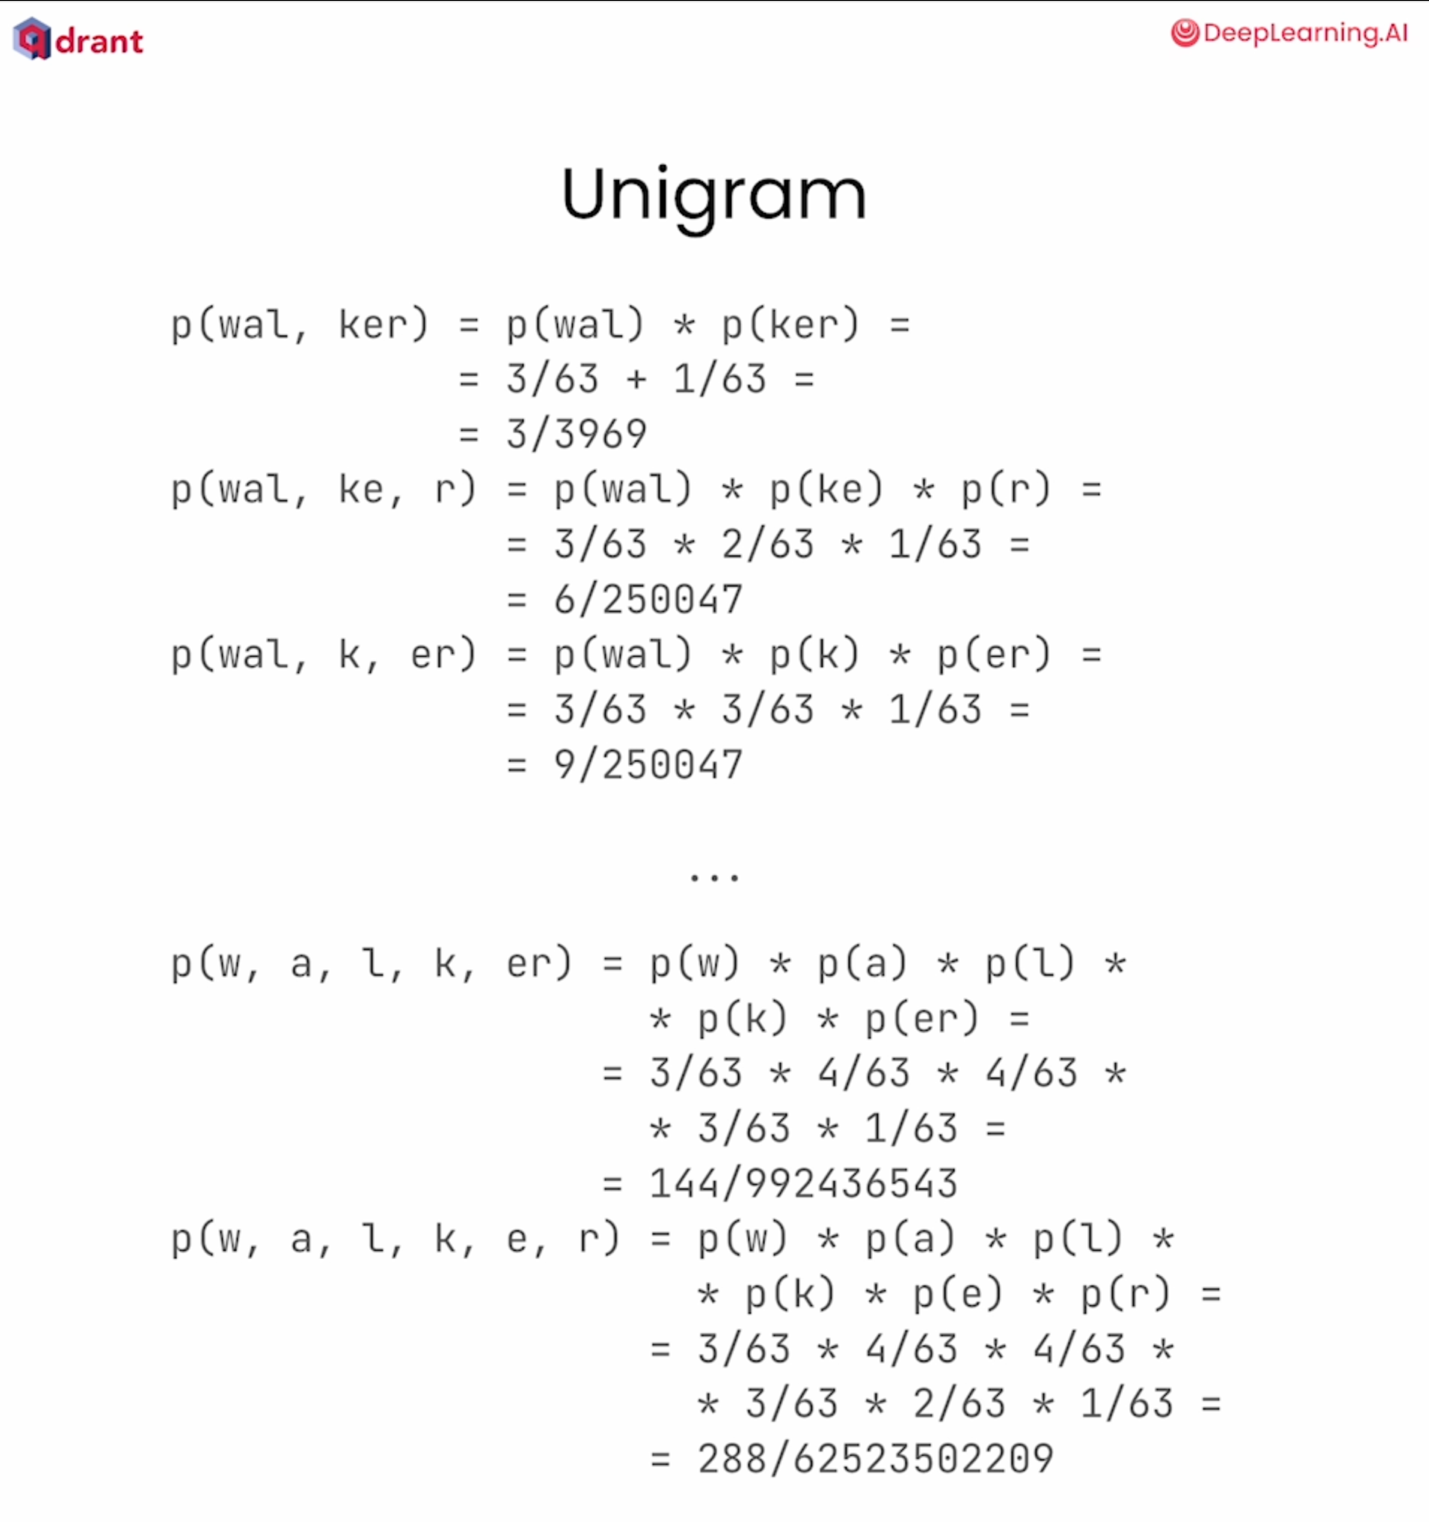 qdrant
DeepLearning.AI
Unigram
p(wal, ker) = p(wal) * p(ker) =
= 3/63 + 1/63 =
= 3/3969
p(wal, ke, r) = p(wal) * p(ke) * p(r) =
= 3/63 * 2/63 * 1/63 =
= 6/250047
p(wal, k, er) = p(wal) * p(k) * p(er) =
= 3/63 * 3/63 * 1/63 =
= 9/250047
...
p(w, a, l, k, er) = p(w) * p(a) * p(l) *
* p(k) * p(er) =
= 3/63 * 4/63 * 4/63 *
* 3/63 * 1/63 =
= 144/992436543
p(w, a, l, k, e, r) = p(w) * p(a) * p(l) *
* p(k) * p(e) * p(r) =
= 3/63 * 4/63 * 4/63 *
* 3/63 * 2/63 * 1/63 =
= 288/62523502209